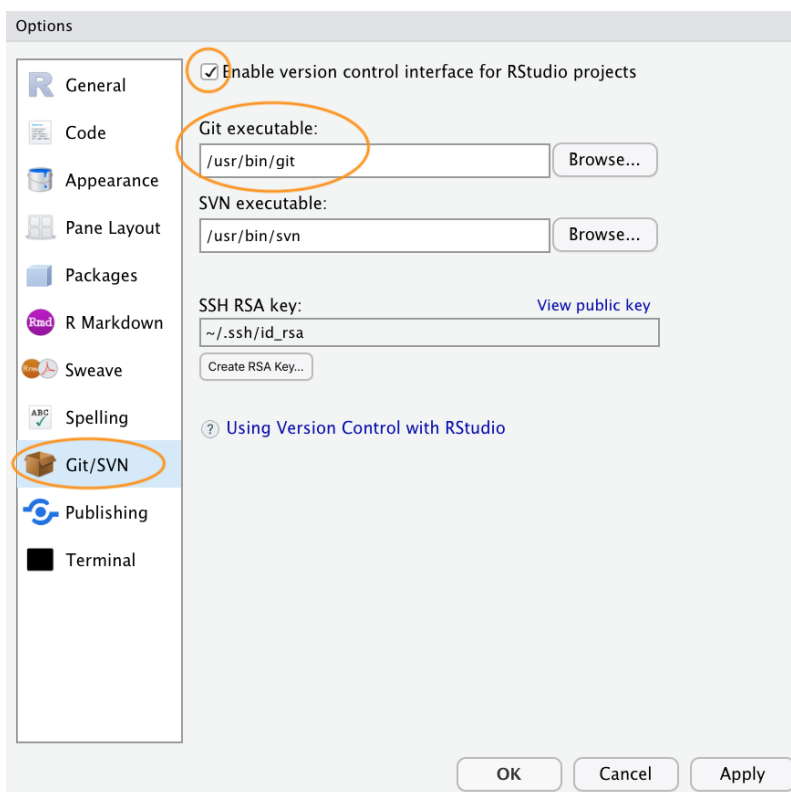 Options
General
Code
Appearance
Pane Layout
Packages
Rmd R Markdown
Sweave
ABC Spelling
Git/SVN
Publishing
Terminal
Enable version control interface for RStudio projects
Git executable:
/usr/bin/git Browse...
SVN executable:
/usr/bin/svn Browse...
SSH RSA key: View public key
~/.ssh/id_rsa
Create RSA Key...
? Using Version Control with RStudio
OK Cancel Apply